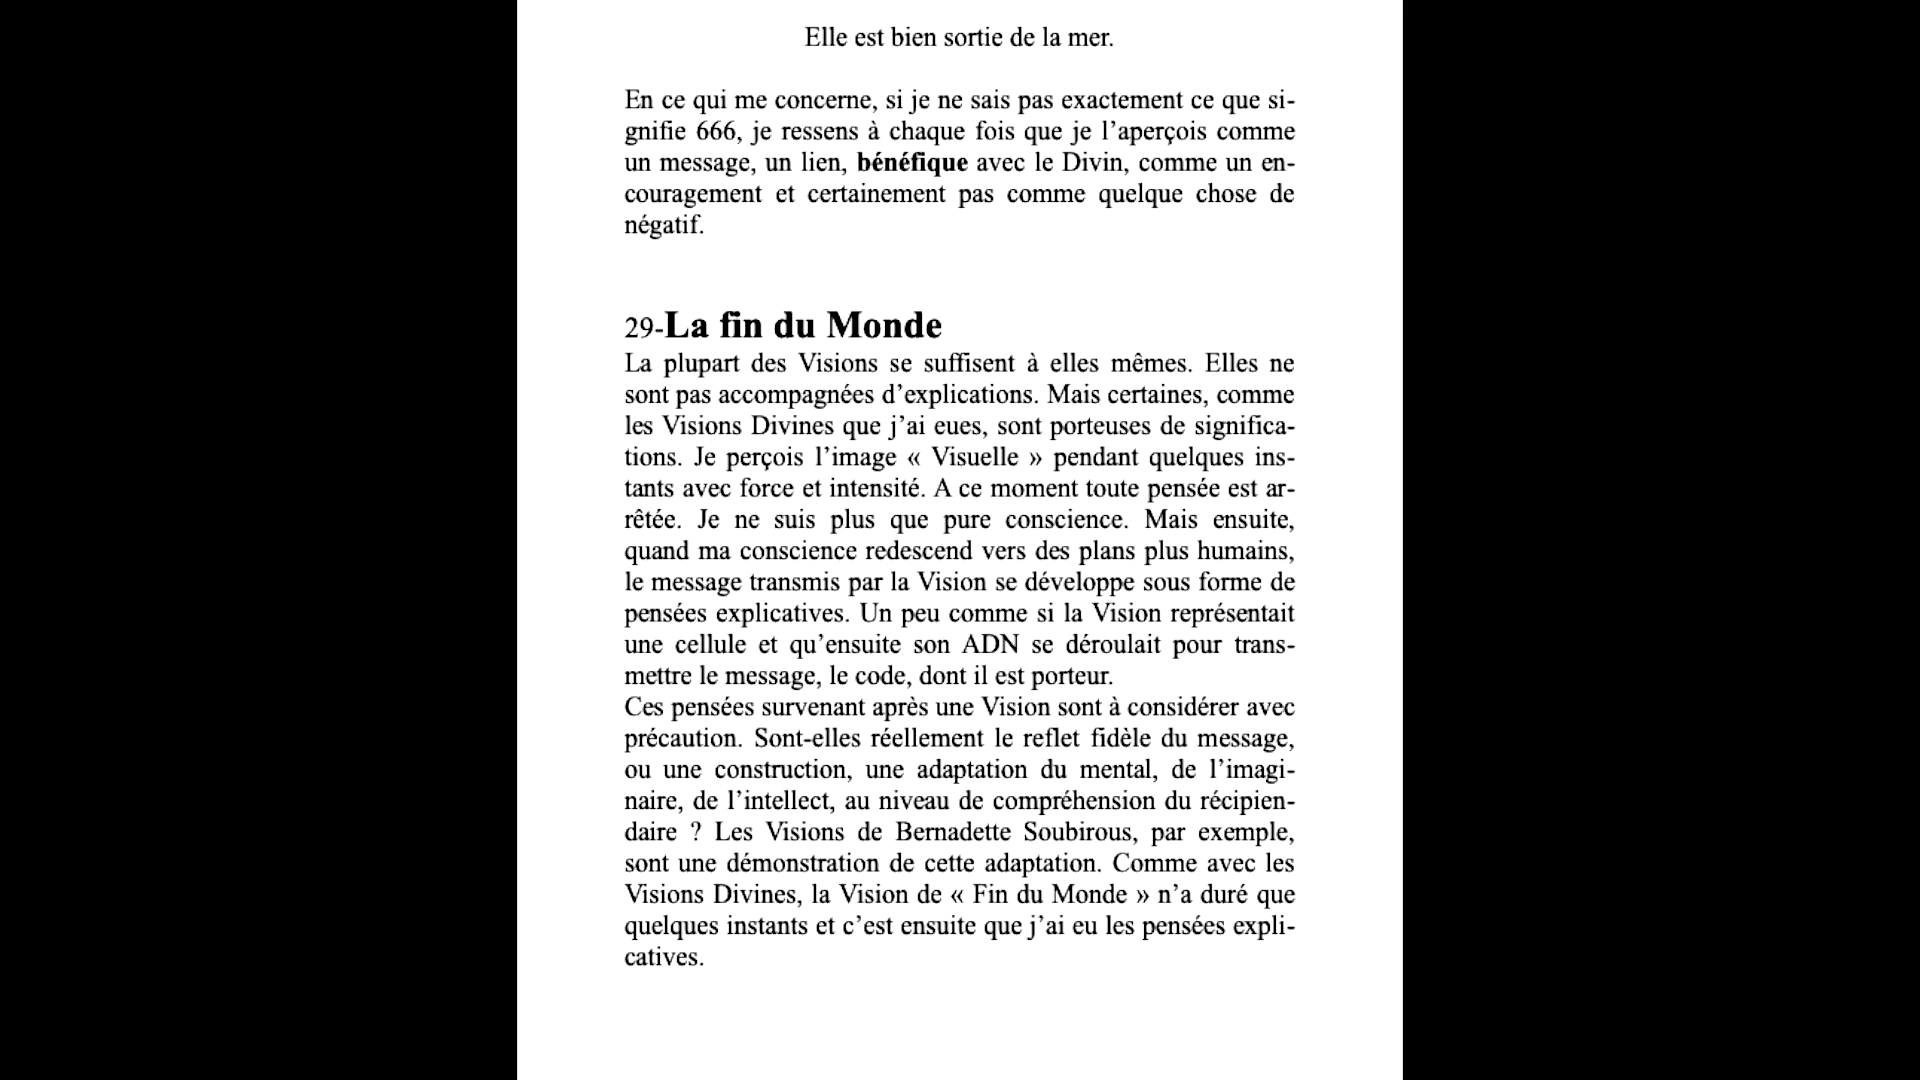 Elle est bien sortie de la mer.
En ce qui me concerne, si je ne sais pas exactement ce que si-
gnifie 666, je ressens à chaque fois que je l’aperçois comme
un message, un lien, bénéfique avec le Divin, comme un en-
couragement et certainement pas comme quelque chose de
négatif.
29-La fin du Monde
La plupart des Visions se suffisent à elles mêmes. Elles ne
sont pas accompagnées d’explications. Mais certaines, comme
les Visions Divines que j’ai eues, sont porteuses de significa-
tions. Je perçois l’image « Visuelle » pendant quelques ins-
tants avec force et intensité. A ce moment toute pensée est ar-
rêtée. Je ne suis plus que pure conscience. Mais ensuite,
quand ma conscience redescend vers des plans plus humains,
le message transmis par la Vision se développe sous forme de
pensées explicatives. Un peu comme si la Vision représentait
une cellule et qu’ensuite son ADN se déroulait pour trans-
mettre le message, le code, dont il est porteur.
Ces pensées survenant après une Vision sont à considérer avec
précaution. Sont-elles réellement le reflet fidèle du message,
ou une construction, une adaptation du mental, de l’imagi-
naire, de l’intellect, au niveau de compréhension du récipien-
daire ? Les Visions de Bernadette Soubirous, par exemple,
sont une démonstration de cette adaptation. Comme avec les
Visions Divines, la Vision de « Fin du Monde » n’a duré que
quelques instants et c’est ensuite que j’ai eu les pensées expli-
catives.